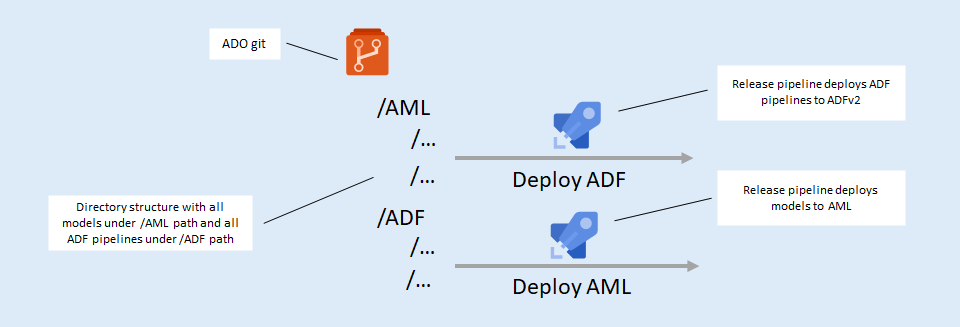 ADO git
/AML
/...
/...
/ADF
/...
/...
Directory structure with all
models under /AML path and all
ADF pipelines under /ADF path
Deploy ADF
Release pipeline deploys ADF
pipelines to ADFv2
Deploy AML
Release pipeline deploys
models to AML